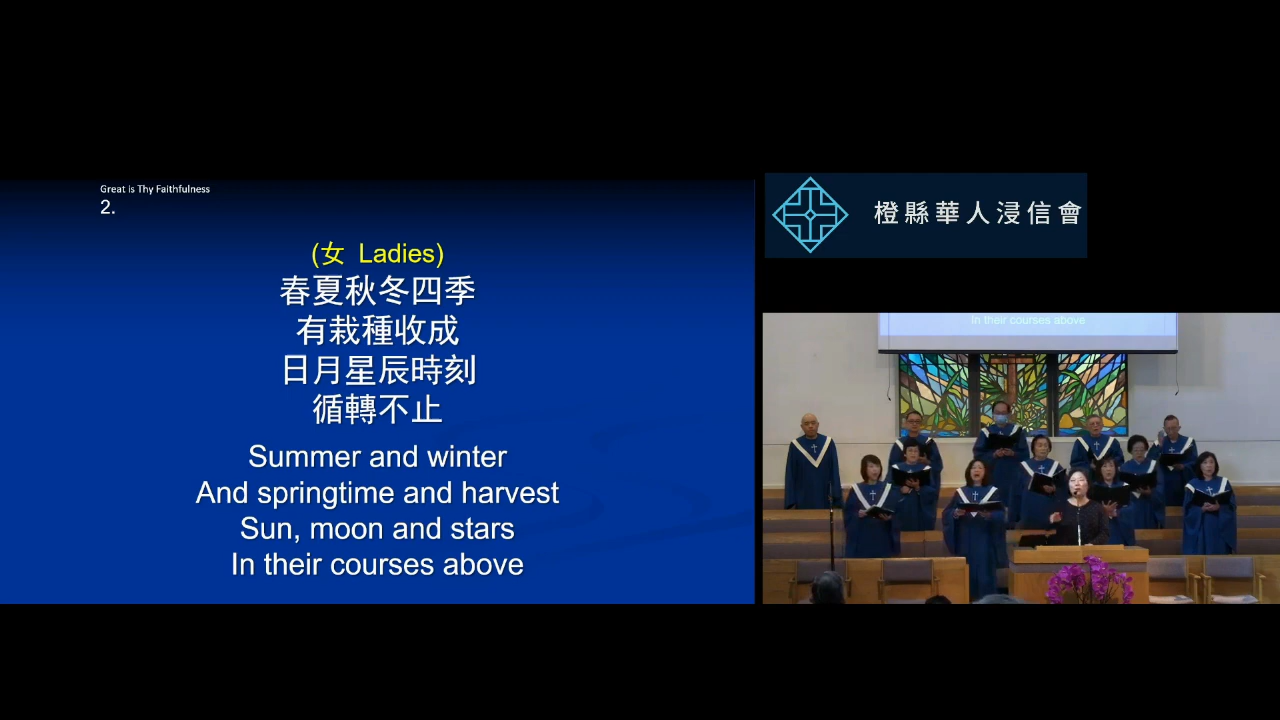 Great is Thy Faithfulness
2.
(女 Ladies)
春夏秋冬四季
有栽種收成
日月星辰時刻
循轉不止
Summer and winter
And springtime and harvest
Sun, moon and stars
In their courses above
橙縣華人浸信會
In their courses above